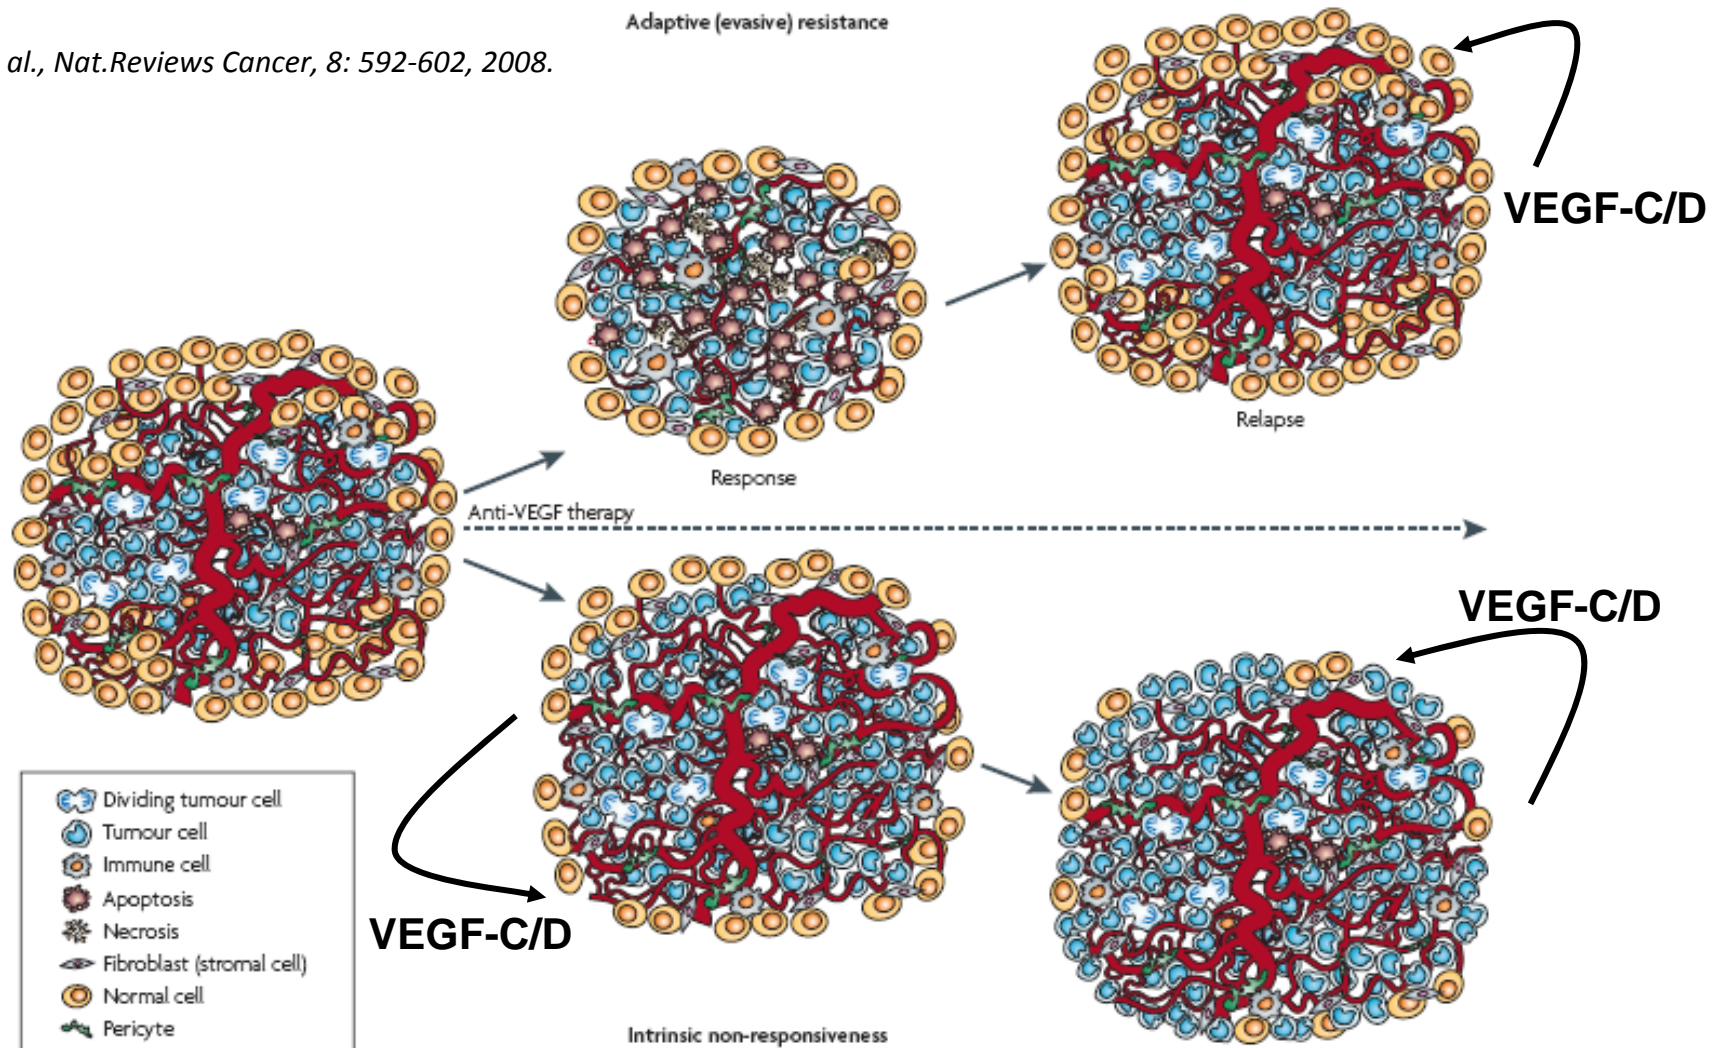 Adaptive (evasive) resistance
al., Nat.Reviews Cancer, 8: 592-602, 2008.
VEGF-C/D
Relapse
Response
Anti-VEGF therapy
VEGF-C/D
VEGF-C/D
Dividing tumour cell
Tumour cell
Immune cell
Apoptosis
Necrosis
Fibroblast (stromal cell)
Normal cell
Pericyte
Intrinsic non-responsiveness